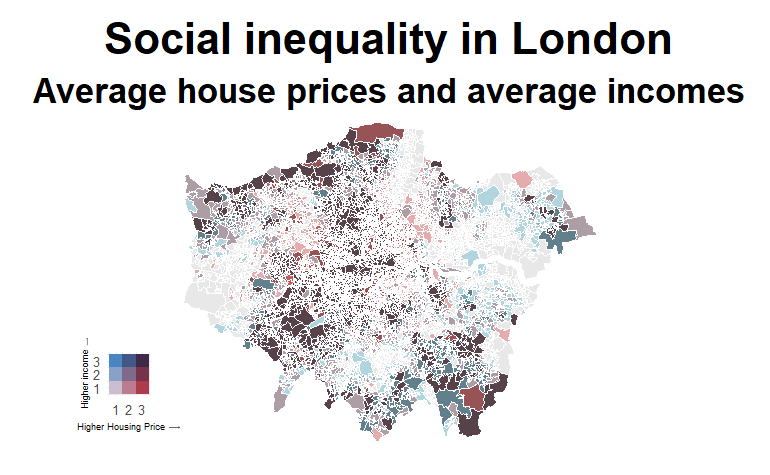 Social inequality in London
Average house prices and average incomes
Higher Income ⟶
3
2
1
1 2 3
Higher Housing Price ⟶